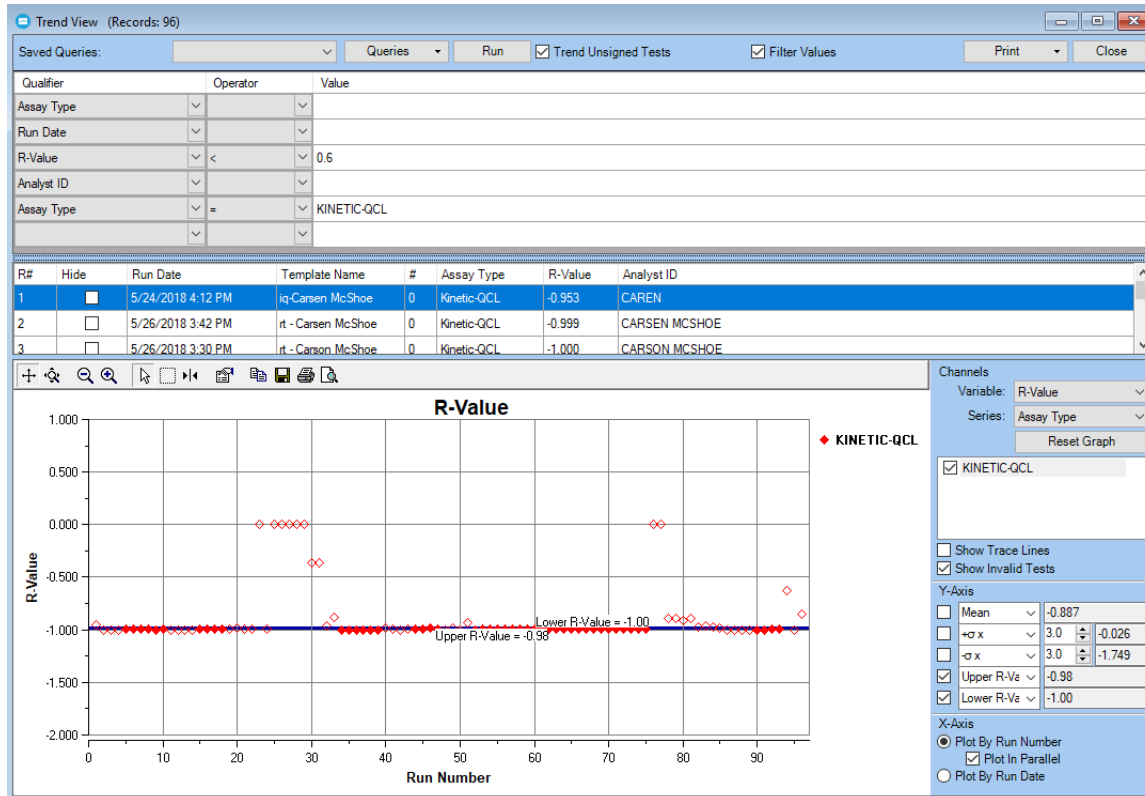 Trend View (Records: 96)
Saved Queries: Queries Run Trend Unsigned Tests Filter Values Print Close
Qualifier Operator Value
Assay Type
Run Date
R-Value < 0.6
Analyst ID
Assay Type = KINETIC-QCL
R# Hide Run Date Template Name # Assay Type R-Value Analyst ID
1 5/24/2018 4:12 PM iq-Carsen McShoe 0 Kinetic-QCL -0.953 CAREN
2 5/26/2018 3:42 PM rt - Carsen McShoe 0 Kinetic-QCL -0.999 CARSEN MCSHOE
3 5/26/2018 3:30 PM rt - Carson McShoe 0 Kinetic-QCL -1.000 CARSON MCSHOE
R-Value
1.000
0.500
0.000
-0.500
-1.000
-1.500
-2.000
R-Value
Lower R-Value = -1.00
Upper R-Value = -0.98
0 10 20 30 40 50 60 70 80 90
Run Number
KINETIC-QCL
Channels
Variable: R-Value
Series: Assay Type
Reset Graph
KINETIC-QCL
Show Trace Lines
Show Invalid Tests
Y-Axis
Mean -0.887
+σ x 3.0 -0.026
-σ x 3.0 -1.749
Upper R-Va -0.98
Lower R-Va -1.00
X-Axis
Plot By Run Number
Plot In Parallel
Plot By Run Date